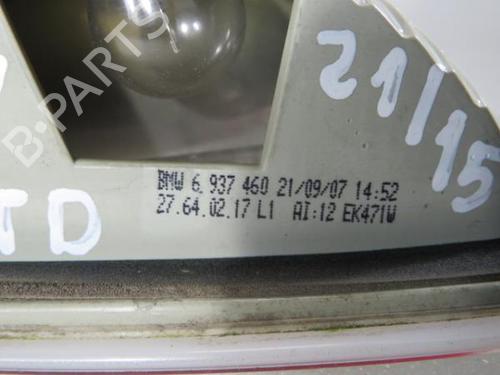 B-PARTS
21/15
TD
BMW 6 937 460 21/09/07 14:52
27.64.02.17 L1 AI:12 EK471W